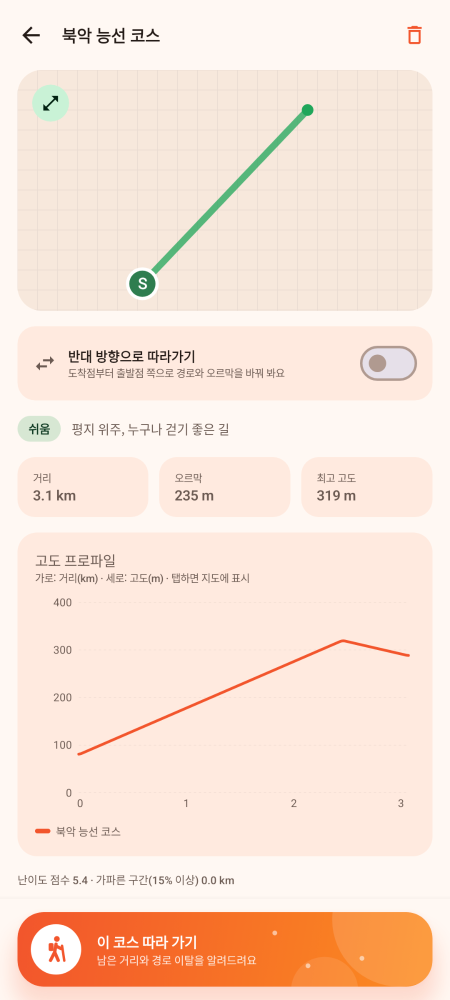 북악 능선 코스
S
반대 방향으로 따라가기
도착점부터 출발점 쪽으로 경로와 오르막을 바꿔 봐요
쉬움 평지 위주, 누구나 걷기 좋은 길
거리 오르막 최고 고도
3.1 km 235 m 319 m
고도 프로파일
가로: 거리(km) · 세로: 고도(m) · 탭하면 지도에 표시
400
300
200
100
0
0 1 2 3
북악 능선 코스
난이도 점수 5.4 · 가파른 구간(15% 이상) 0.0 km
이 코스 따라 가기
남은 거리와 경로 이탈을 알려드려요